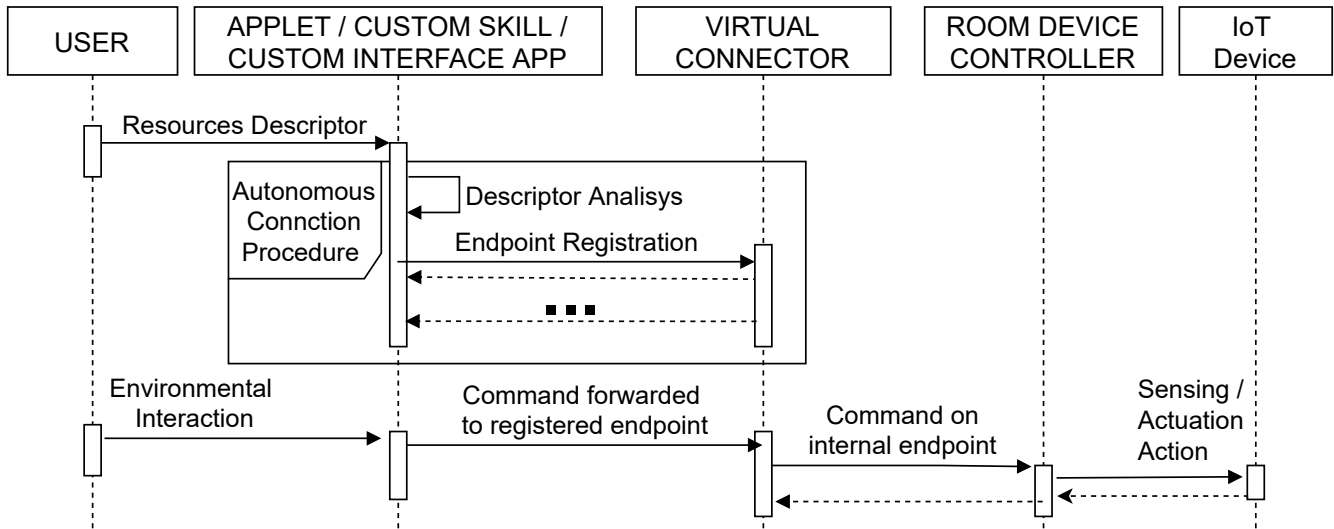 USER
APPLET / CUSTOM SKILL /
CUSTOM INTERFACE APP
VIRTUAL
CONNECTOR
ROOM DEVICE
CONTROLLER
IoT
Device
Resources Descriptor
Autonomous
Connction
Procedure
Descriptor Analisys
Endpoint Registration
Environmental
Interaction
Command forwarded
to registered endpoint
Command on
internal endpoint
Sensing /
Actuation
Action